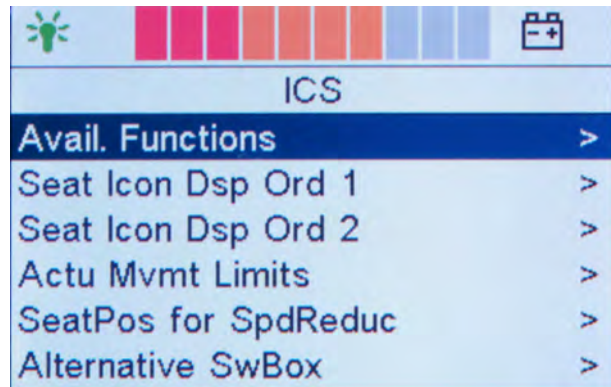 ICS
Avail. Functions >
Seat Icon Dsp Ord 1 >
Seat Icon Dsp Ord 2 >
Actu Mvmt Limits >
SeatPos for SpdReduc >
Alternative SwBox >